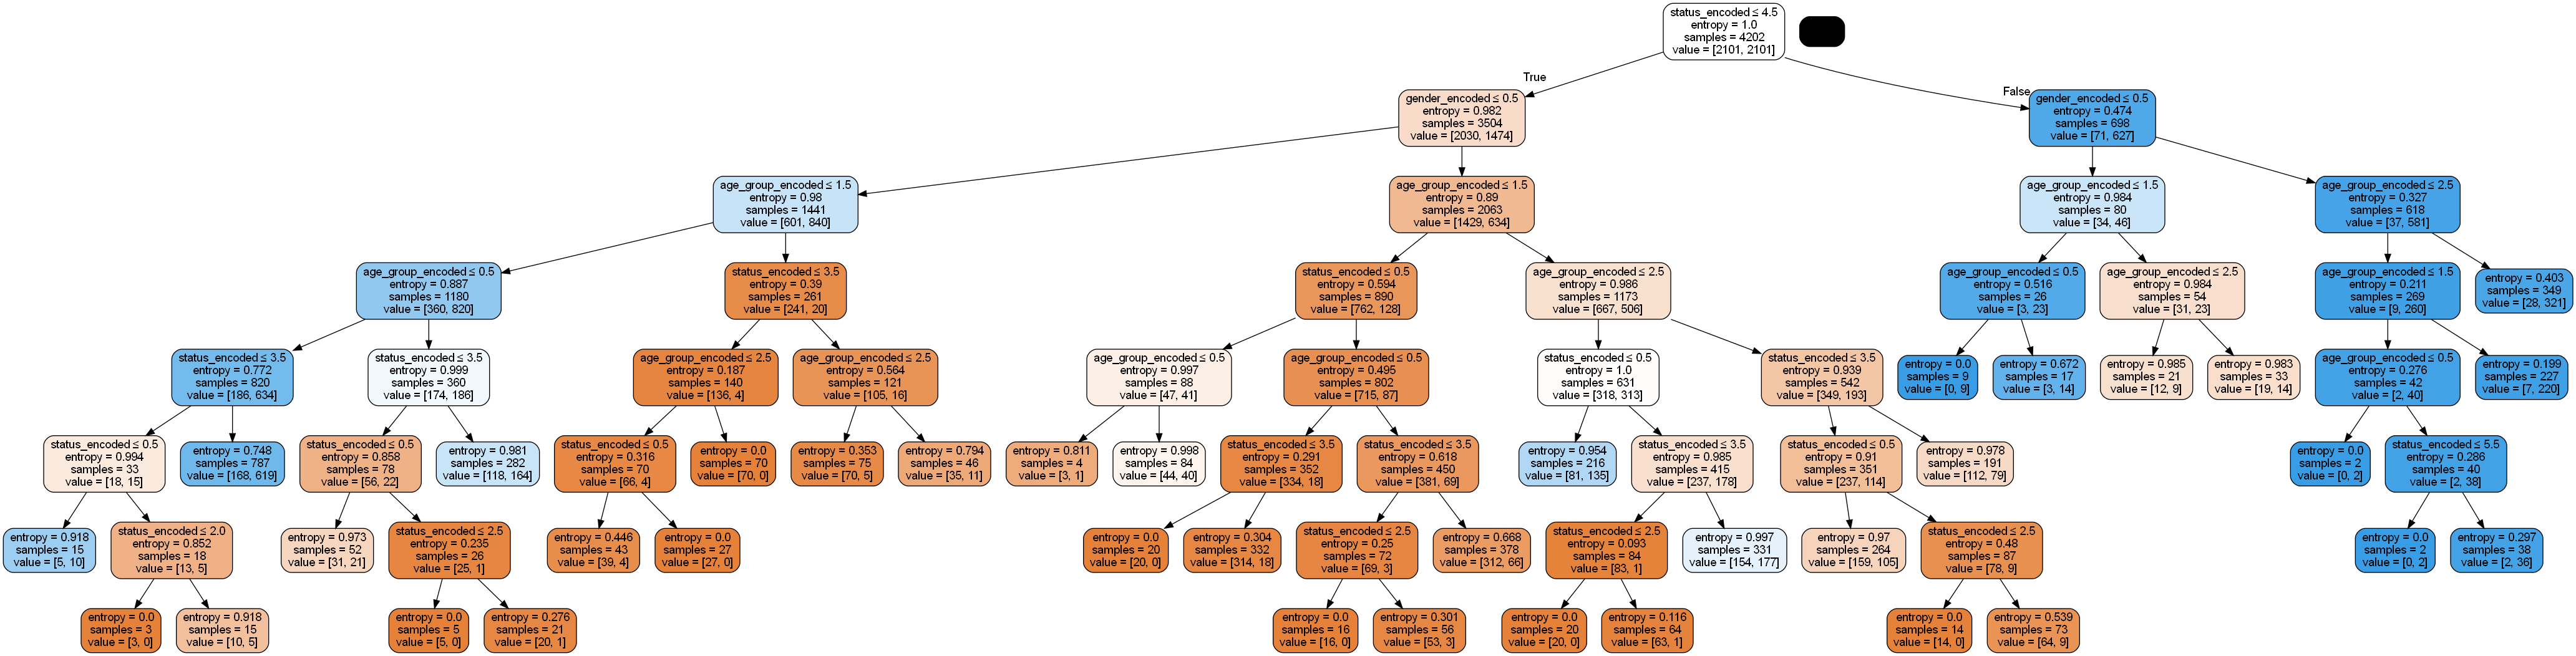 status_encoded ≤ 4.5
entropy = 1.0
samples = 4202
value = [2101, 2101]
True
False
gender_encoded ≤ 0.5
entropy = 0.982
samples = 3504
value = [2030, 1474]
gender_encoded ≤ 0.5
entropy = 0.474
samples = 698
value = [71, 627]
age_group_encoded ≤ 1.5
entropy = 0.98
samples = 1441
value = [601, 840]
age_group_encoded ≤ 1.5
entropy = 0.89
samples = 2063
value = [1429, 634]
age_group_encoded ≤ 1.5
entropy = 0.984
samples = 80
value = [34, 46]
age_group_encoded ≤ 2.5
entropy = 0.327
samples = 618
value = [37, 581]
age_group_encoded ≤ 0.5
entropy = 0.887
samples = 1180
value = [360, 820]
status_encoded ≤ 3.5
entropy = 0.39
samples = 261
value = [241, 20]
status_encoded ≤ 0.5
entropy = 0.594
samples = 890
value = [762, 128]
age_group_encoded ≤ 2.5
entropy = 0.986
samples = 1173
value = [667, 506]
age_group_encoded ≤ 0.5
entropy = 0.516
samples = 26
value = [3, 23]
age_group_encoded ≤ 2.5
entropy = 0.984
samples = 54
value = [31, 23]
age_group_encoded ≤ 1.5
entropy = 0.211
samples = 269
value = [9, 260]
entropy = 0.403
samples = 349
value = [28, 321]
status_encoded ≤ 3.5
entropy = 0.772
samples = 820
value = [186, 634]
status_encoded ≤ 3.5
entropy = 0.999
samples = 360
value = [174, 186]
age_group_encoded ≤ 2.5
entropy = 0.187
samples = 140
value = [136, 4]
age_group_encoded ≤ 2.5
entropy = 0.564
samples = 121
value = [105, 16]
age_group_encoded ≤ 0.5
entropy = 0.997
samples = 88
value = [47, 41]
age_group_encoded ≤ 0.5
entropy = 0.495
samples = 802
value = [715, 87]
status_encoded ≤ 0.5
entropy = 1.0
samples = 631
value = [318, 313]
status_encoded ≤ 3.5
entropy = 0.939
samples = 542
value = [349, 193]
entropy = 0.0
samples = 9
value = [0, 9]
entropy = 0.672
samples = 17
value = [3, 14]
entropy = 0.985
samples = 21
value = [12, 9]
entropy = 0.983
samples = 33
value = [19, 14]
age_group_encoded ≤ 0.5
entropy = 0.276
samples = 42
value = [2, 40]
entropy = 0.199
samples = 227
value = [7, 220]
status_encoded ≤ 0.5
entropy = 0.994
samples = 33
value = [18, 15]
entropy = 0.748
samples = 787
value = [168, 619]
status_encoded ≤ 0.5
entropy = 0.858
samples = 78
value = [56, 22]
entropy = 0.981
samples = 282
value = [118, 164]
status_encoded ≤ 0.5
entropy = 0.316
samples = 70
value = [66, 4]
entropy = 0.0
samples = 70
value = [70, 0]
entropy = 0.353
samples = 75
value = [70, 5]
entropy = 0.794
samples = 46
value = [35, 11]
entropy = 0.811
samples = 4
value = [3, 1]
entropy = 0.998
samples = 84
value = [44, 40]
status_encoded ≤ 3.5
entropy = 0.291
samples = 352
value = [334, 18]
status_encoded ≤ 3.5
entropy = 0.618
samples = 450
value = [381, 69]
entropy = 0.954
samples = 216
value = [81, 135]
status_encoded ≤ 3.5
entropy = 0.985
samples = 415
value = [237, 178]
status_encoded ≤ 0.5
entropy = 0.91
samples = 351
value = [237, 114]
entropy = 0.978
samples = 191
value = [112, 79]
entropy = 0.0
samples = 2
value = [0, 2]
status_encoded ≤ 5.5
entropy = 0.286
samples = 40
value = [2, 38]
entropy = 0.918
samples = 15
value = [5, 10]
status_encoded ≤ 2.0
entropy = 0.852
samples = 18
value = [13, 5]
entropy = 0.973
samples = 52
value = [31, 21]
status_encoded ≤ 2.5
entropy = 0.235
samples = 26
value = [25, 1]
entropy = 0.446
samples = 43
value = [39, 4]
entropy = 0.0
samples = 27
value = [27, 0]
entropy = 0.0
samples = 20
value = [20, 0]
entropy = 0.304
samples = 332
value = [314, 18]
status_encoded ≤ 2.5
entropy = 0.25
samples = 72
value = [69, 3]
entropy = 0.668
samples = 378
value = [312, 66]
status_encoded ≤ 2.5
entropy = 0.093
samples = 84
value = [83, 1]
entropy = 0.997
samples = 331
value = [154, 177]
entropy = 0.97
samples = 264
value = [159, 105]
status_encoded ≤ 2.5
entropy = 0.48
samples = 87
value = [78, 9]
entropy = 0.0
samples = 2
value = [0, 2]
entropy = 0.297
samples = 38
value = [2, 36]
entropy = 0.0
samples = 3
value = [3, 0]
entropy = 0.918
samples = 15
value = [10, 5]
entropy = 0.0
samples = 5
value = [5, 0]
entropy = 0.276
samples = 21
value = [20, 1]
entropy = 0.0
samples = 16
value = [16, 0]
entropy = 0.301
samples = 56
value = [53, 3]
entropy = 0.0
samples = 20
value = [20, 0]
entropy = 0.116
samples = 64
value = [63, 1]
entropy = 0.0
samples = 14
value = [14, 0]
entropy = 0.539
samples = 73
value = [64, 9]